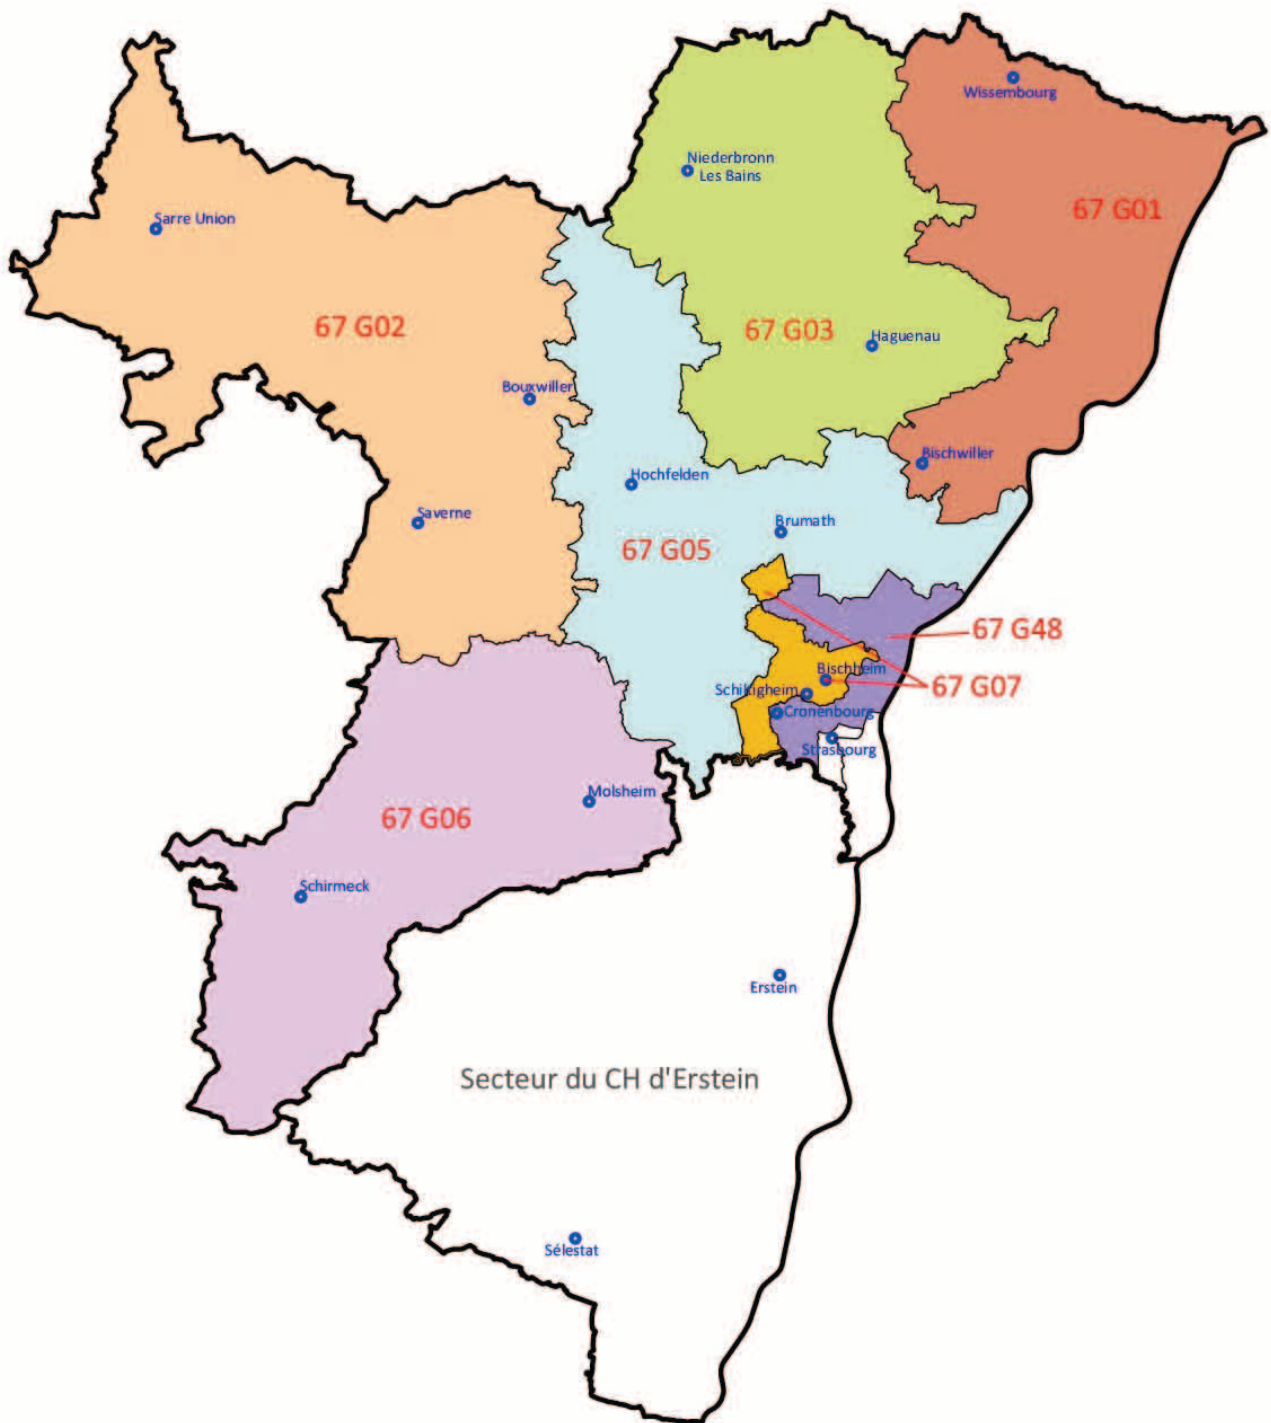 Wissembourg
Niederbronn
Les Bains
67 G01
Sarre Union
67 G02
67 G03
Haguenau
Bouxwiller
Bischwiller
Hochfelden
Saverne
Brumath
67 G05
67 G48
Bischheim
67 G07
Schikigheim
Cronenbourg
Strasbourg
Molsheim
67 G06
Schirmeck
Erstein
Secteur du CH d'Erstein
Sélestat